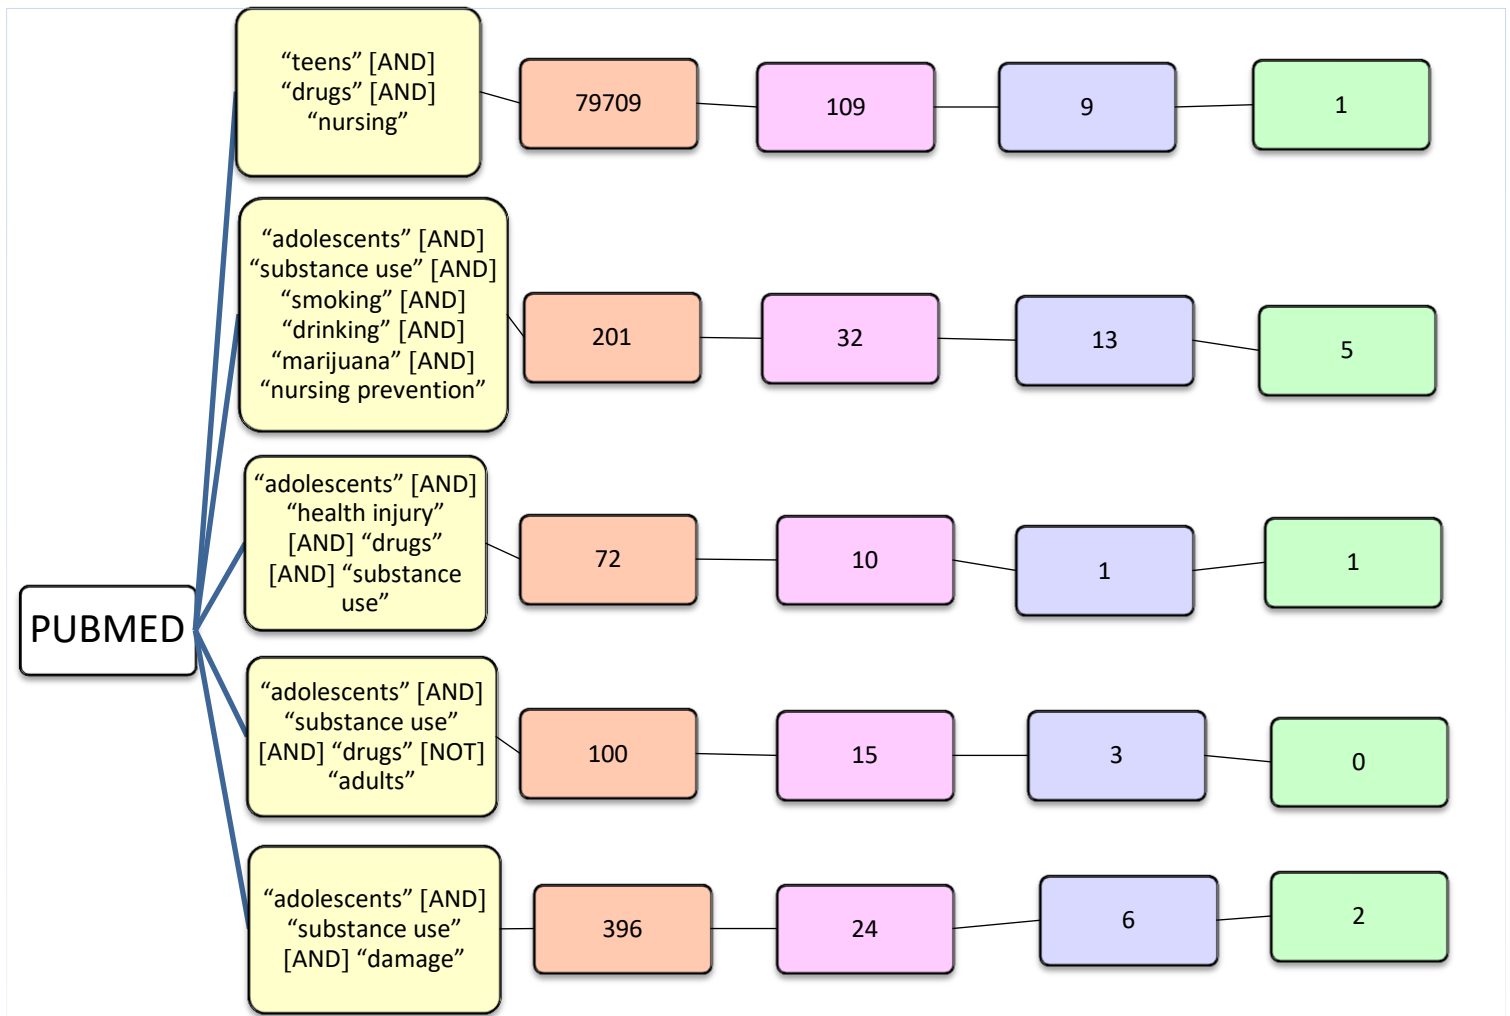 “teens” [AND]
“drugs” [AND]
“nursing”
79709
109
9
1
“adolescents” [AND]
“substance use” [AND]
“smoking” [AND]
“drinking” [AND]
“marijuana” [AND]
“nursing prevention”
201
32
13
5
“adolescents” [AND]
“health injury”
[AND] “drugs”
[AND] “substance
use”
72
10
1
1
PUBMED
“adolescents” [AND]
“substance use”
[AND] “drugs” [NOT]
“adults”
100
15
3
0
“adolescents” [AND]
“substance use”
[AND] “damage”
396
24
6
2